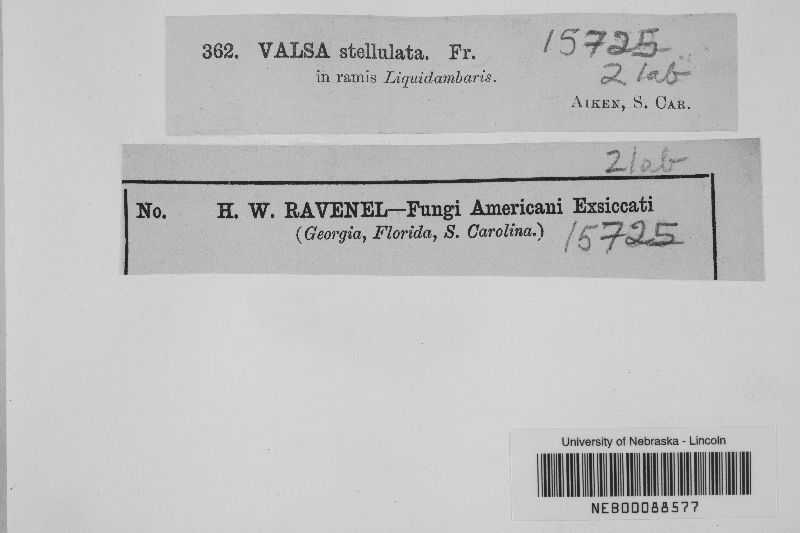 362. VALSA stellulata. Fr. 15725
in ramis Liquidambaris. 2 lab
AIKEN, S. CAR.
2 lab
No. H. W. RAVENEL—Fungi Americani Exsiccati
(Georgia, Florida, S. Carolina.) 15725
University of Nebraska - Lincoln
NEB00088577